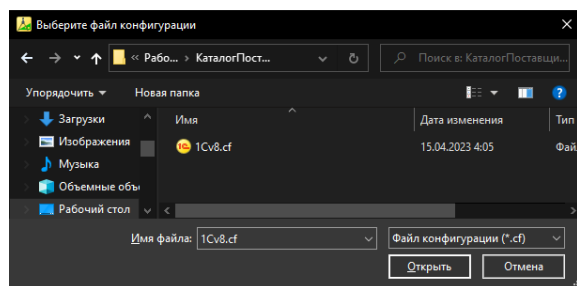 Выберите файл конфигурации
« Рабо... › КаталогПост...
Поиск в: КаталогПоставщи...
Упорядочить
Новая папка
Загрузки
Изображения
Музыка
Объемные объ
Рабочий стол
Имя
Дата изменения
Тип
1Cv8.cf
15.04.2023 4:05
Фай
Имя файла:
1Cv8.cf
Файл конфигурации (*.cf)
Открыть
Отмена